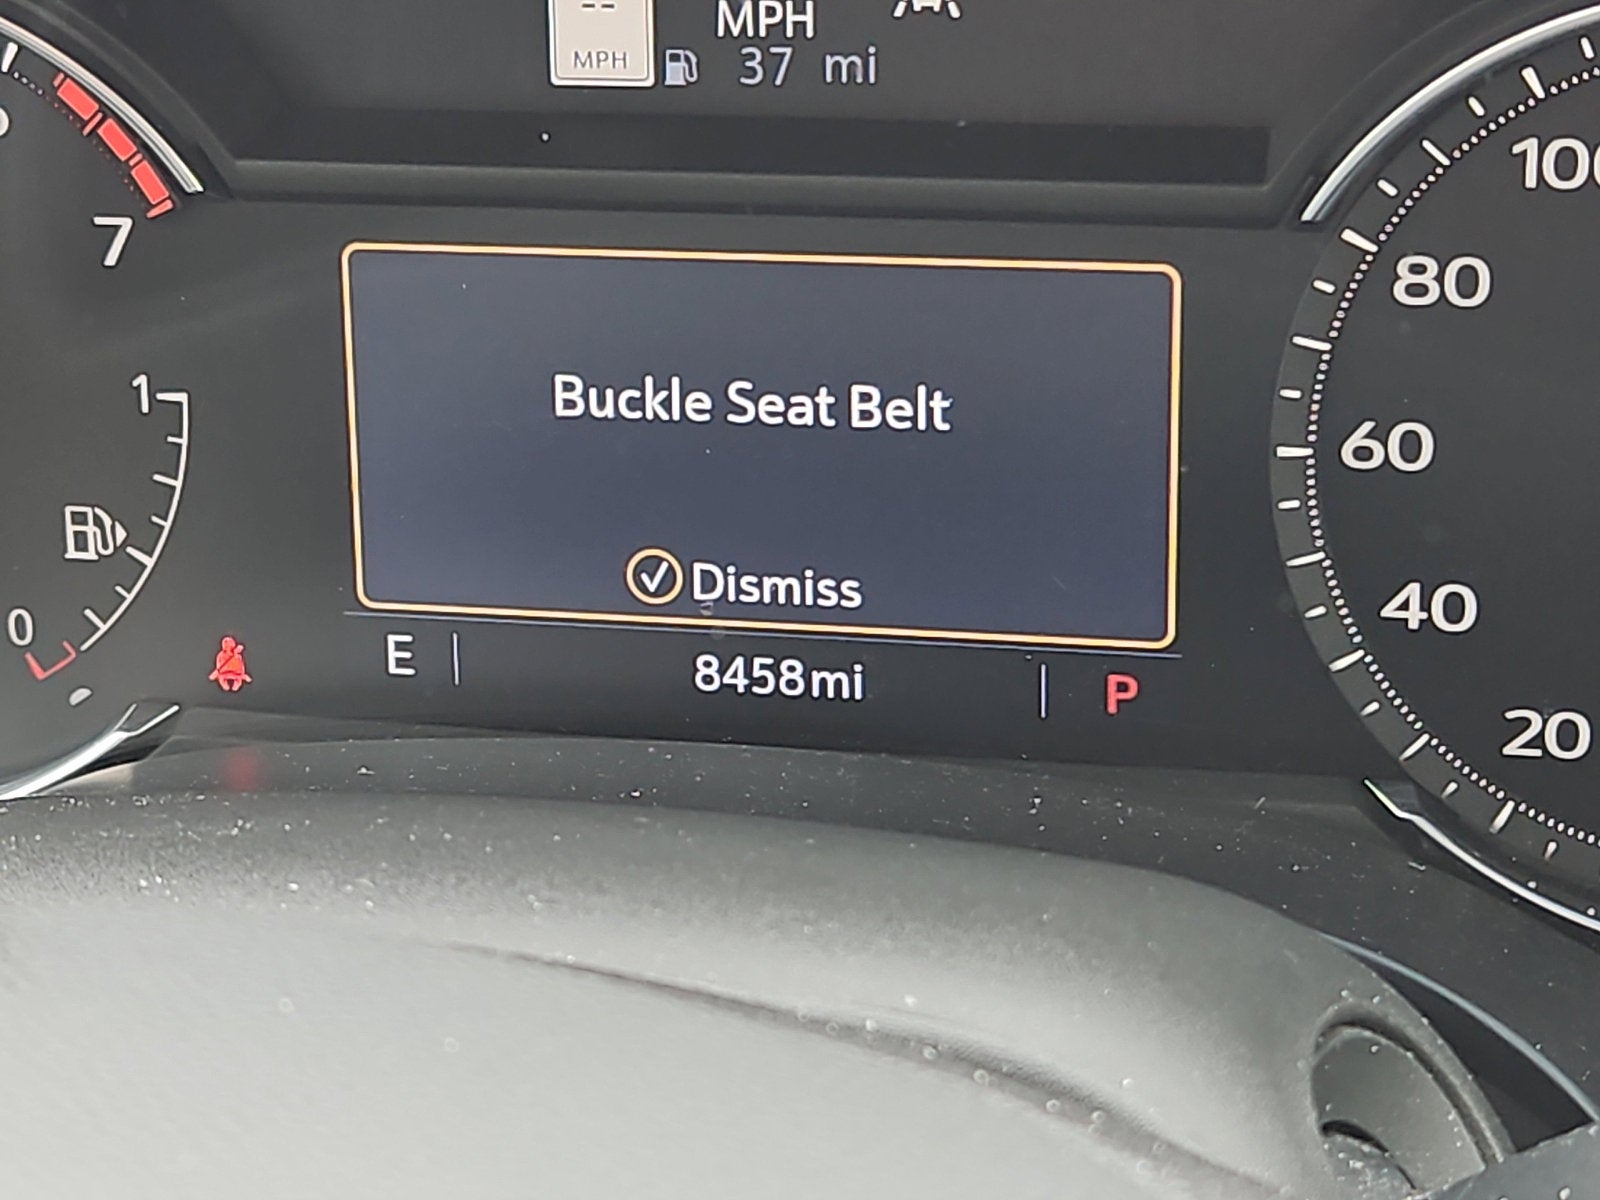 --
MPH
MPH
37 mi
7
100
80
60
40
20
1
0
Buckle Seat Belt
Dismiss
E
8458mi
P